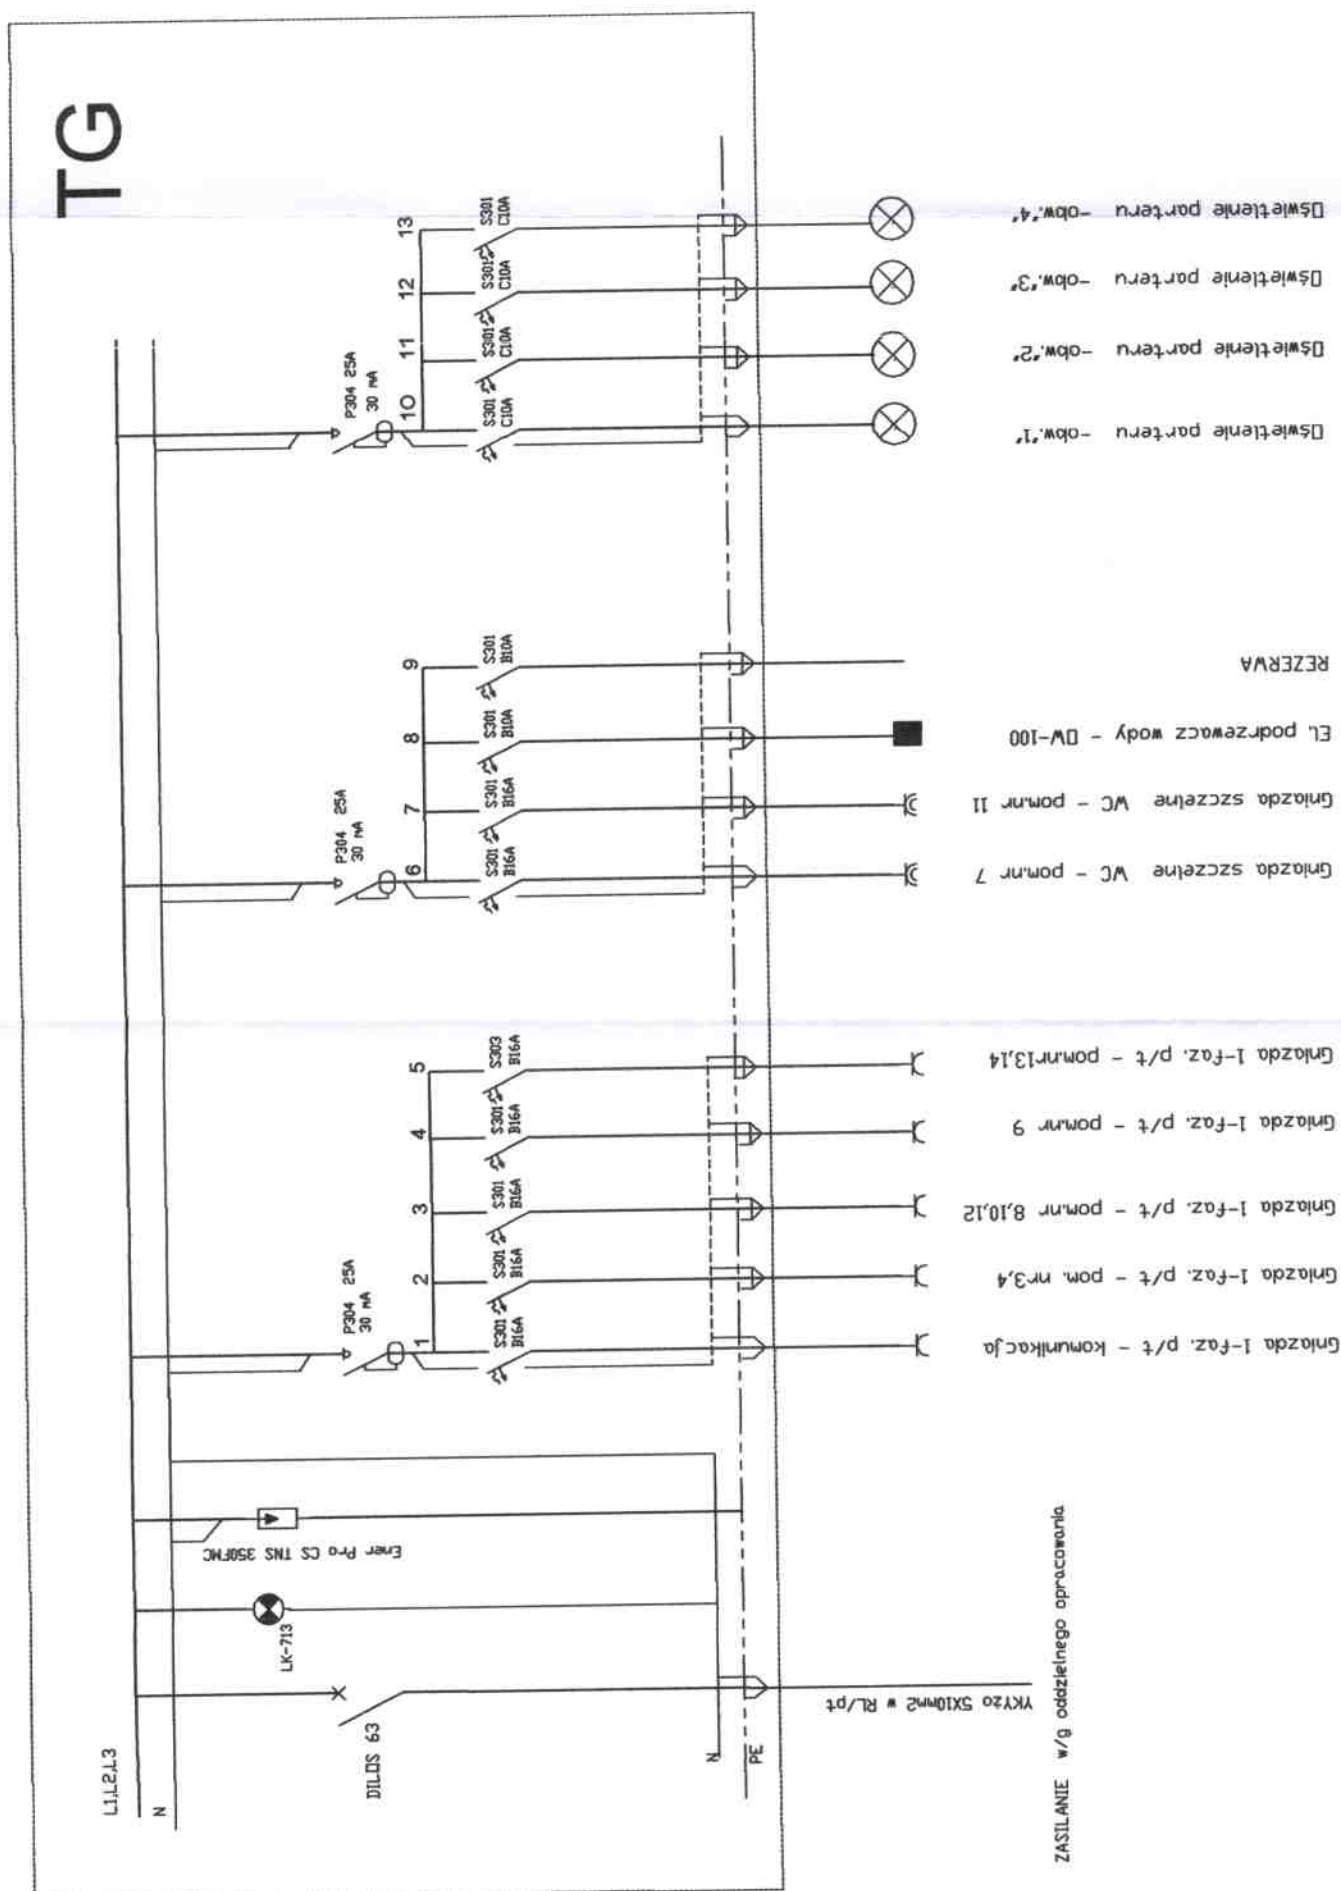 TG
L1,L2,L3
N
DILOS 63
LK-713
Ener Pro CS TNS 350FMC
P304 25A
30 mA
1
S301
B16A
2
S301
B16A
3
S301
B16A
4
S301
B16A
5
S303
B16A
P304 25A
30 mA
6
S301
B16A
7
S301
B16A
8
S301
B10A
9
S301
B10A
P304 25A
30 mA
10
S301
C10A
11
S301
C10A
12
S301
C10A
13
S301
C10A
N
PE
YKYżo 5X10mm2 w RL/pt
ZASILANIE w/g oddzielnego opracowania
Gniazda 1-faz. p/t - komunikacja
Gniazda 1-faz. p/t - pom. nr3,4
Gniazda 1-faz. p/t - pom.nr 8,10,12
Gniazda 1-faz. p/t - pom.nr 9
Gniazda 1-faz. p/t - pom.nr13,14
Gniazda szczelne WC - pom.nr 7
Gniazda szczelne WC - pom.nr 11
El. podrzewacz wody - OW-100
REZERWA
Oświetlenie parteru -obw."1"
Oświetlenie parteru -obw."2"
Oświetlenie parteru -obw."3"
Oświetlenie parteru -obw."4"